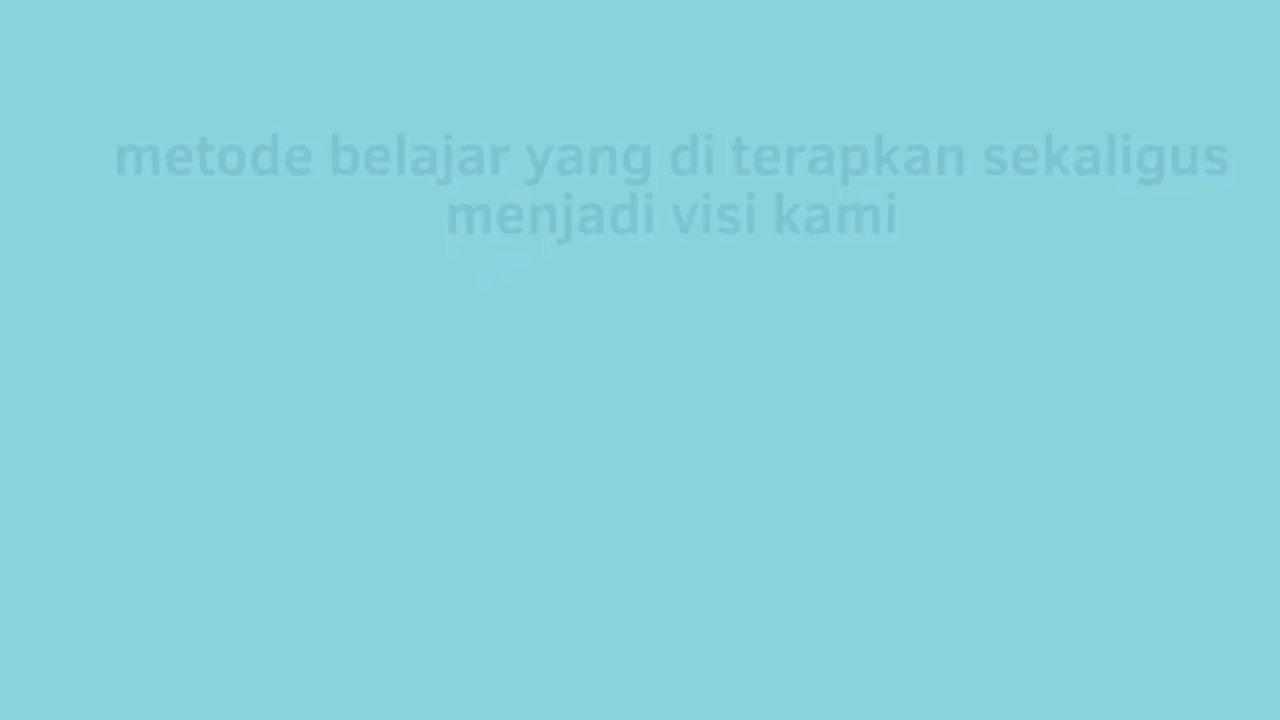 metode belajar yang di terapkan sekaligus
menjadi visi kami